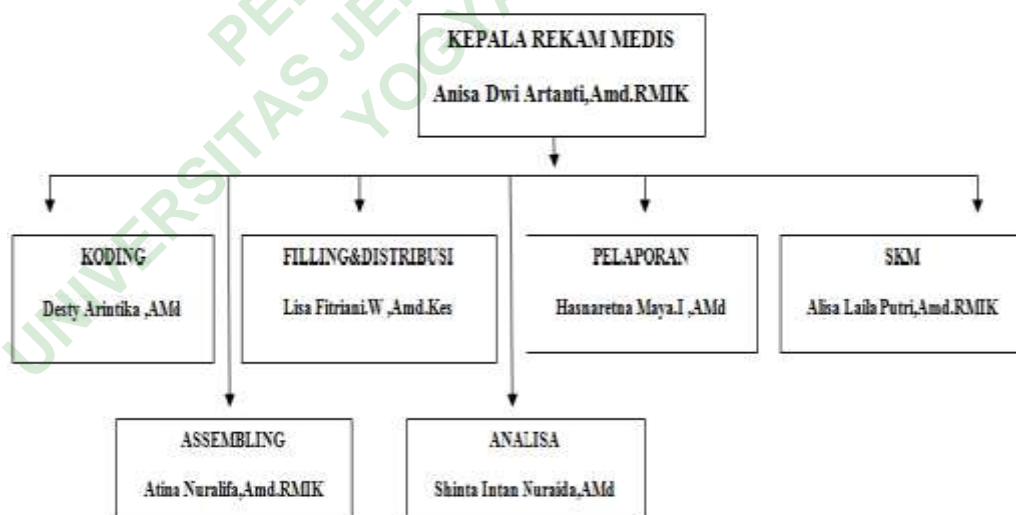 KEPALA REKAM MEDIS
Anisa Dwi Artanti,Amd.RMIK
KODING
Desty Arintika ,AMd
FILLING&DISTRIBUSI
Lisa Fitriani.W ,Amd.Kes
PELAPORAN
Hasnaretna Maya.I ,AMd
SKM
Alisa Laila Putri,Amd.RMIK
ASSEMBLING
Atina Nuralifa,Amd.RMIK
ANALISA
Shinta Intan Nuraida,AMd
UNIVERSITAS